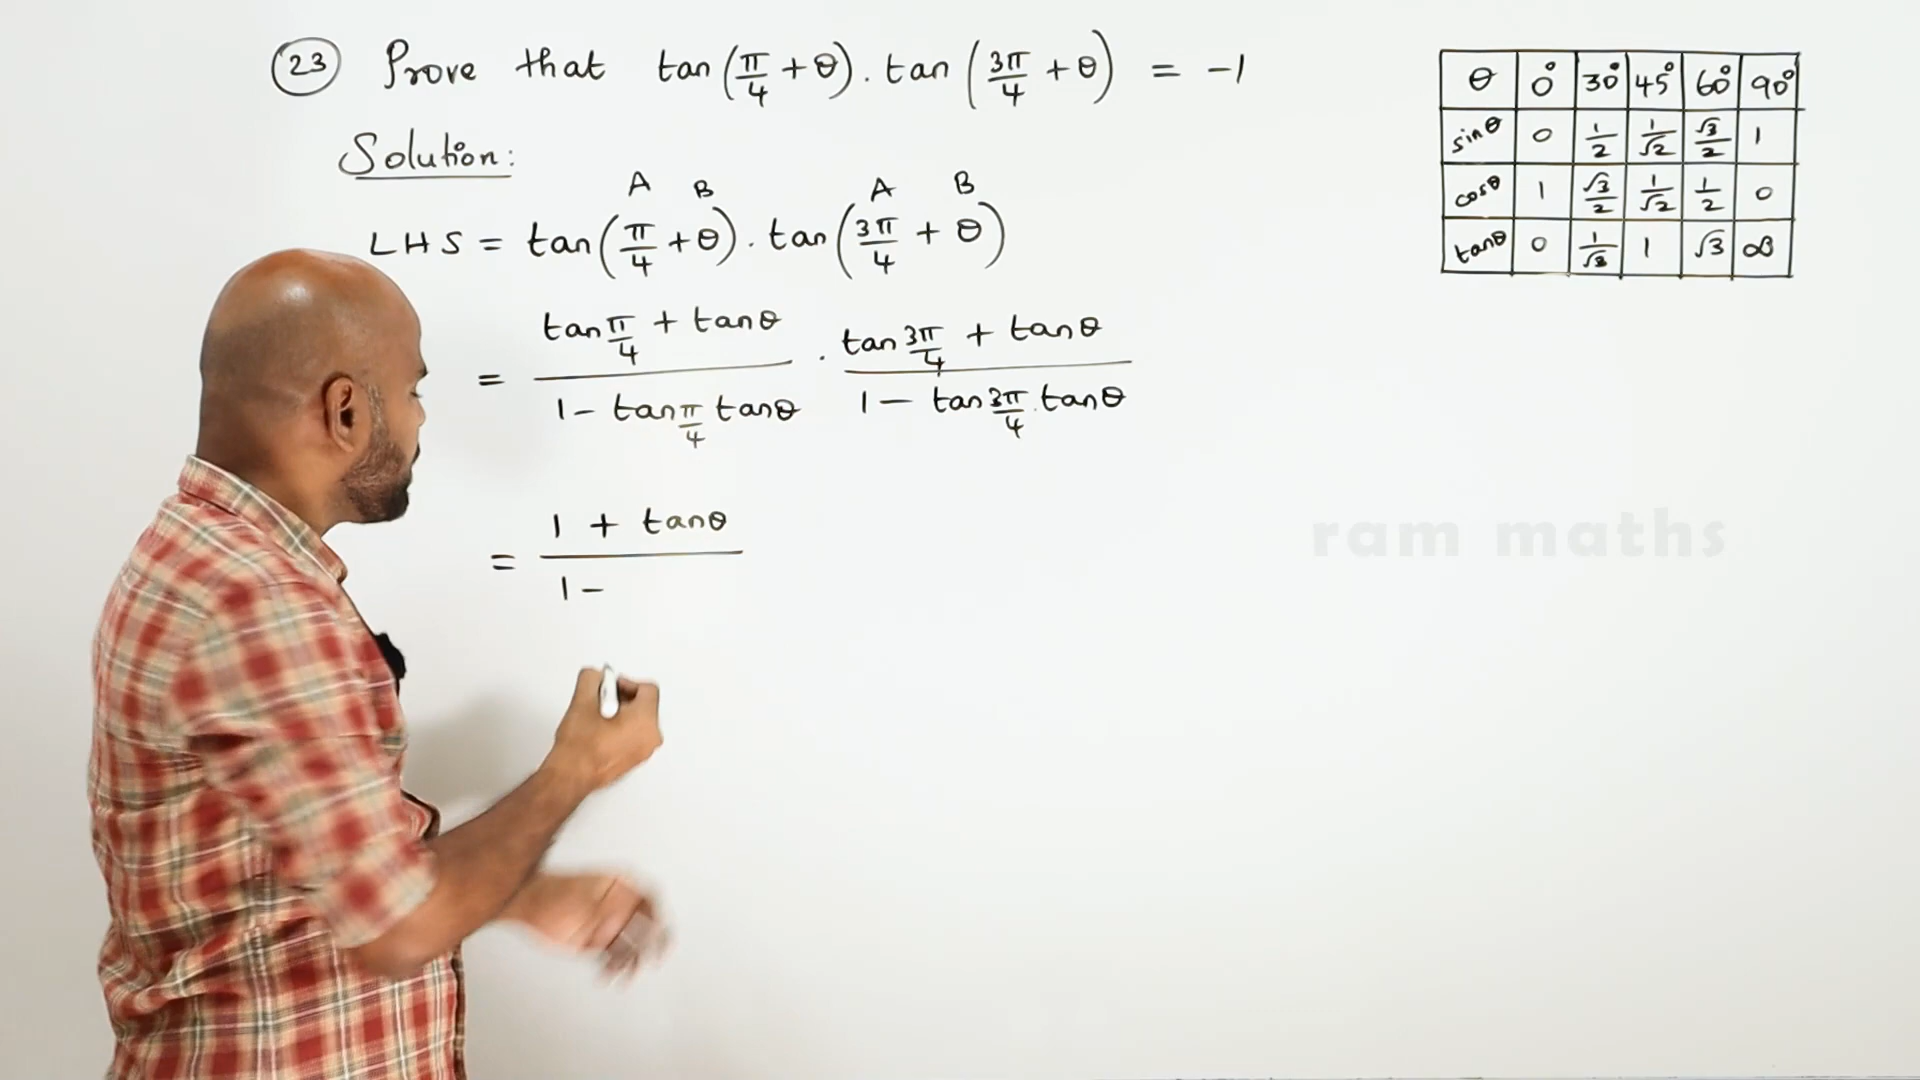 23 Prove that tan(π/4 + θ) . tan(3π/4 + θ) = -1
Solution:
A B A B
LHS = tan(π/4 + θ) . tan(3π/4 + θ)
= (tan π/4 + tanθ)/(1 - tan π/4 tanθ) . (tan 3π/4 + tanθ)/(1 - tan 3π/4 . tanθ)
= (1 + tanθ)/(1 -
θ 0° 30° 45° 60° 90°
sinθ 0 1/2 1/√2 √3/2 1
cosθ 1 √3/2 1/√2 1/2 0
tanθ 0 1/√3 1 √3 ∞
ram maths